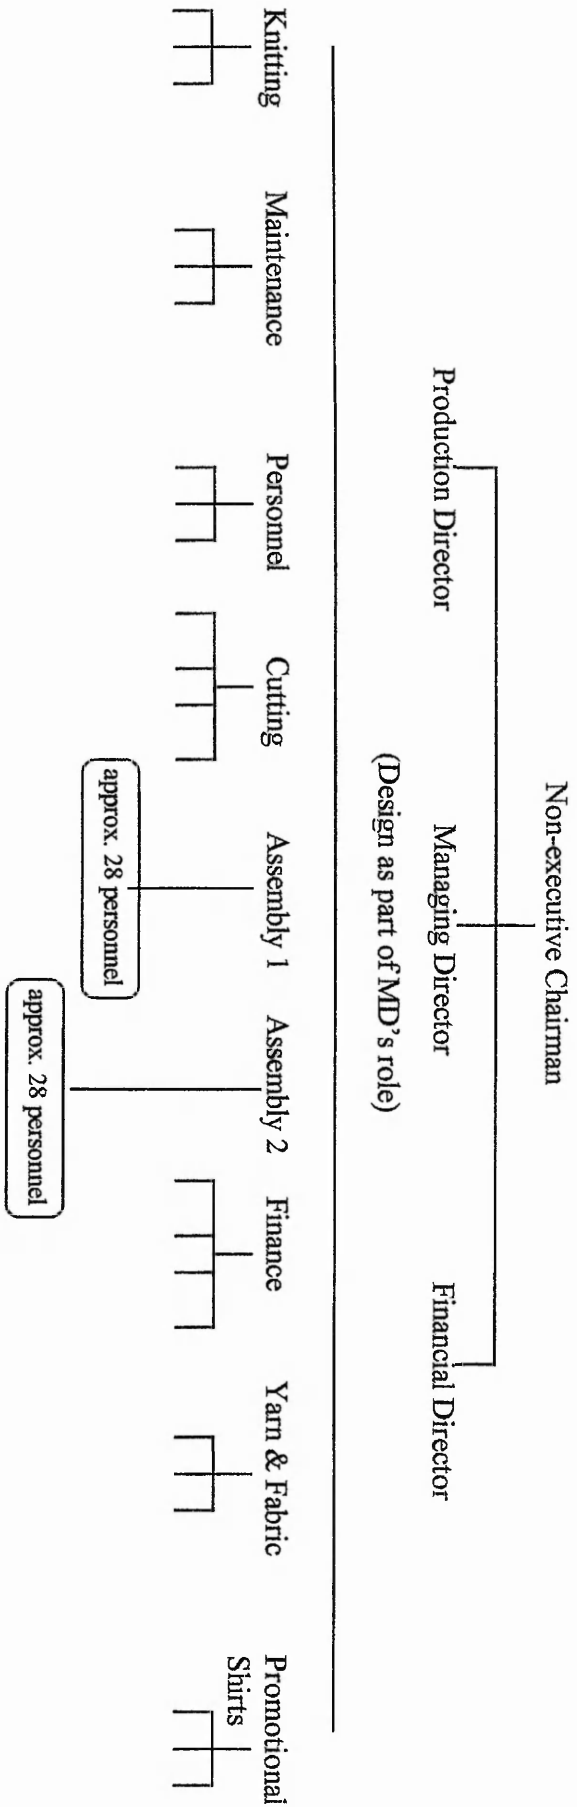 Non-executive Chairman
Production Director
Managing Director
Financial Director
(Design as part of MD's role)
Knitting
Maintenance
Personnel
Cutting
Assembly 1
Assembly 2
Finance
Yarn & Fabric
Promotional
Shirts
approx. 28 personnel
approx. 28 personnel